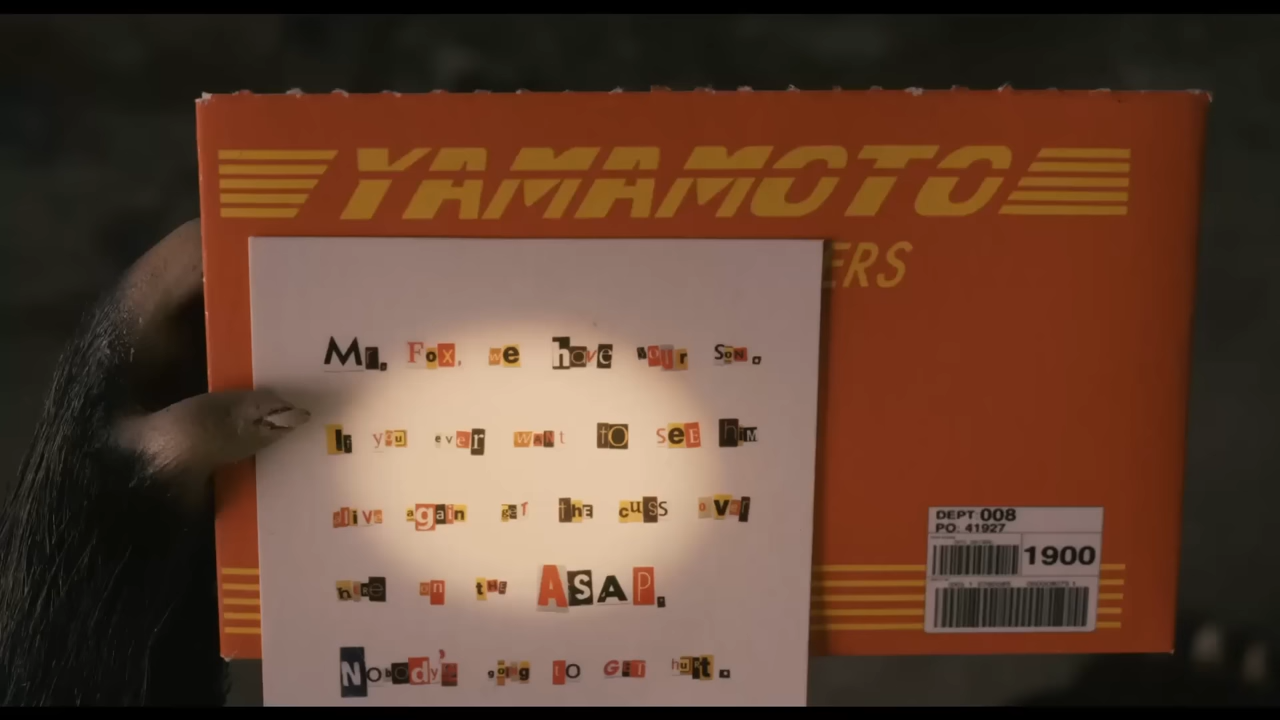 YAMAMOTO
ERS
Mr. Fox, we have your Son.
If you ever want to SEE hiM
alive again get the cuss over
here on the ASAP.
Nobody's going to GET hurt.
DEPT: 008
PO: 41927
1900